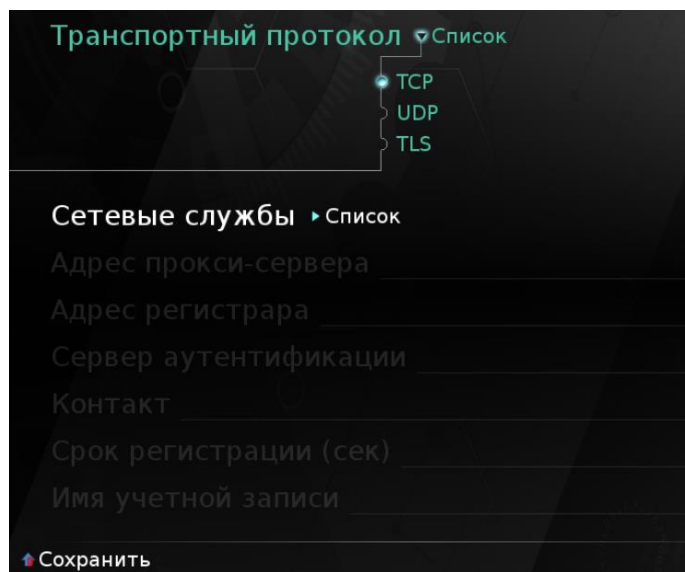 Транспортный протокол Список
TCP
UDP
TLS
Сетевые службы Список
Адрес прокси-сервера
Адрес регистрара
Сервер аутентификации
Контакт
Срок регистрации (сек)
Имя учетной записи
Сохранить